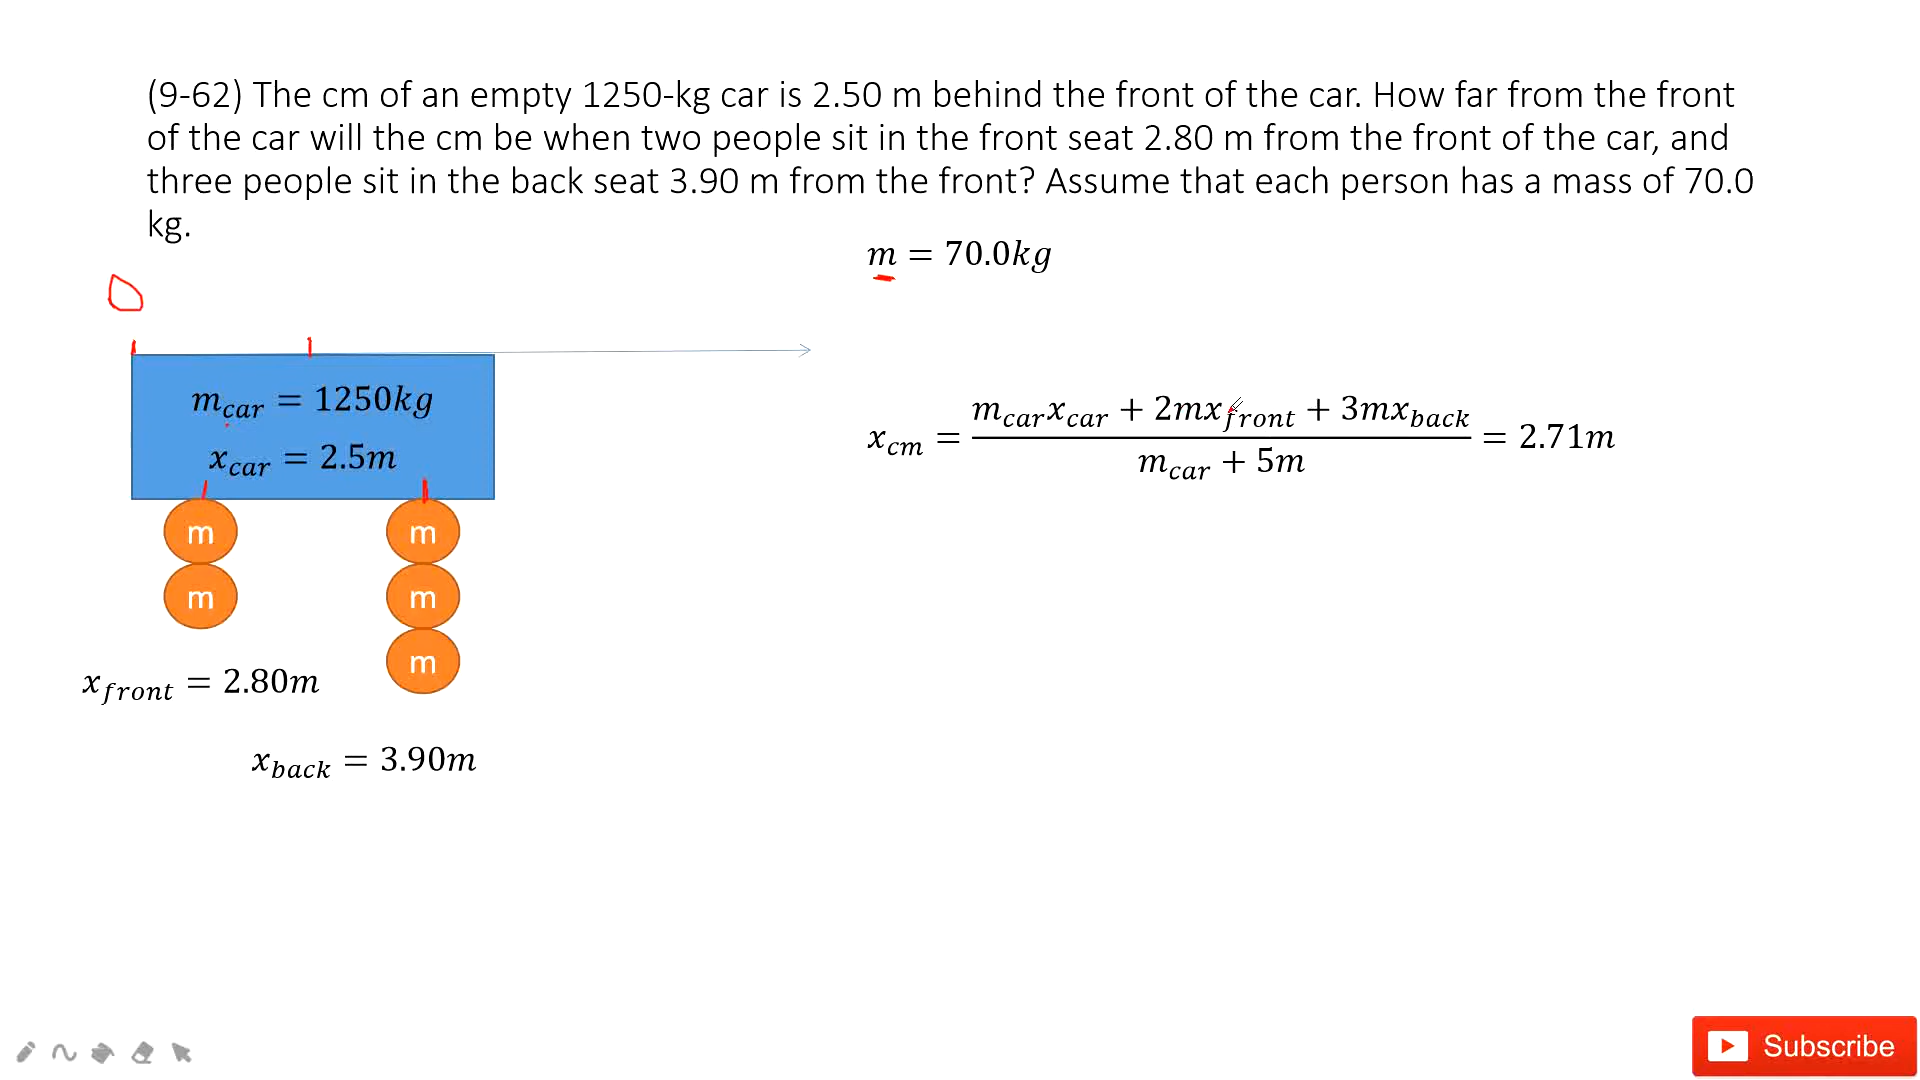 (9-62) The cm of an empty 1250-kg car is 2.50 m behind the front of the car. How far from the front
of the car will the cm be when two people sit in the front seat 2.80 m from the front of the car, and
three people sit in the back seat 3.90 m from the front? Assume that each person has a mass of 70.0
kg.
m = 70.0kg
0
m_car = 1250kg
x_car = 2.5m
x_cm = (m_car x_car + 2mx_front + 3mx_back) / (m_car + 5m) = 2.71m
m m
m m
m
x_front = 2.80m
x_back = 3.90m
Subscribe